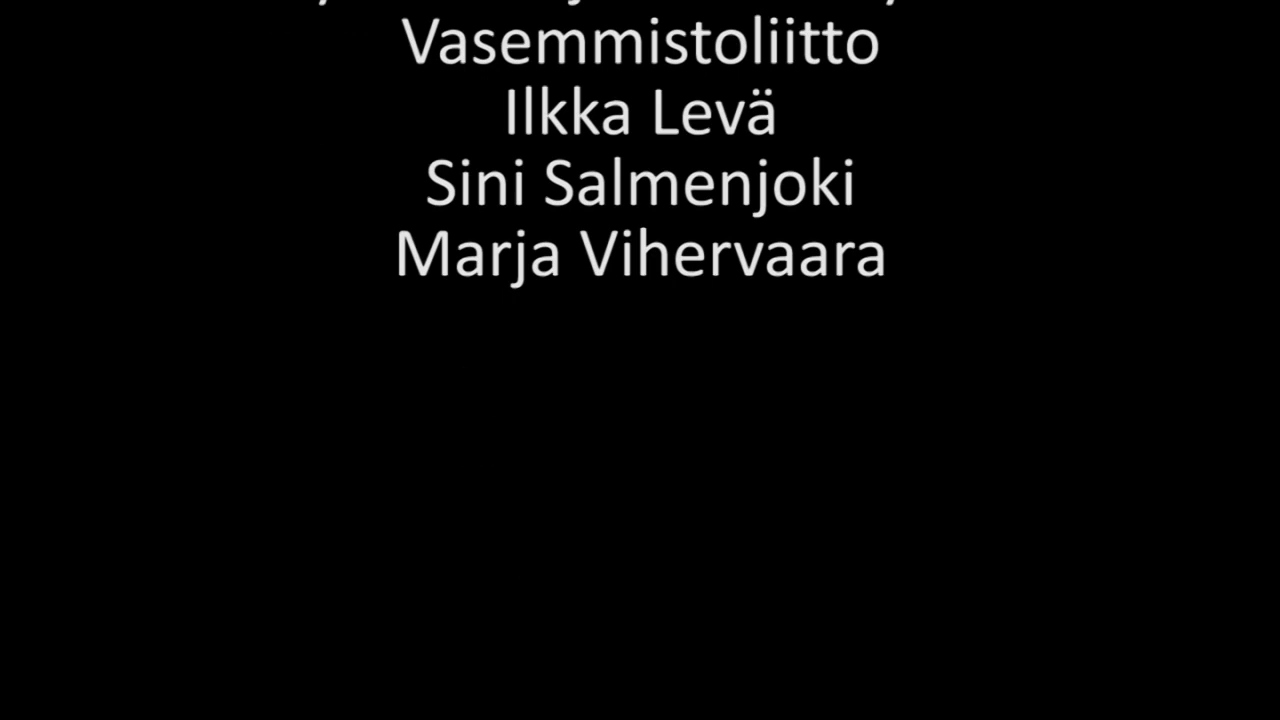 Vasemmistoliitto
Ilkka Levä
Sini Salmenjoki
Marja Vihervaara